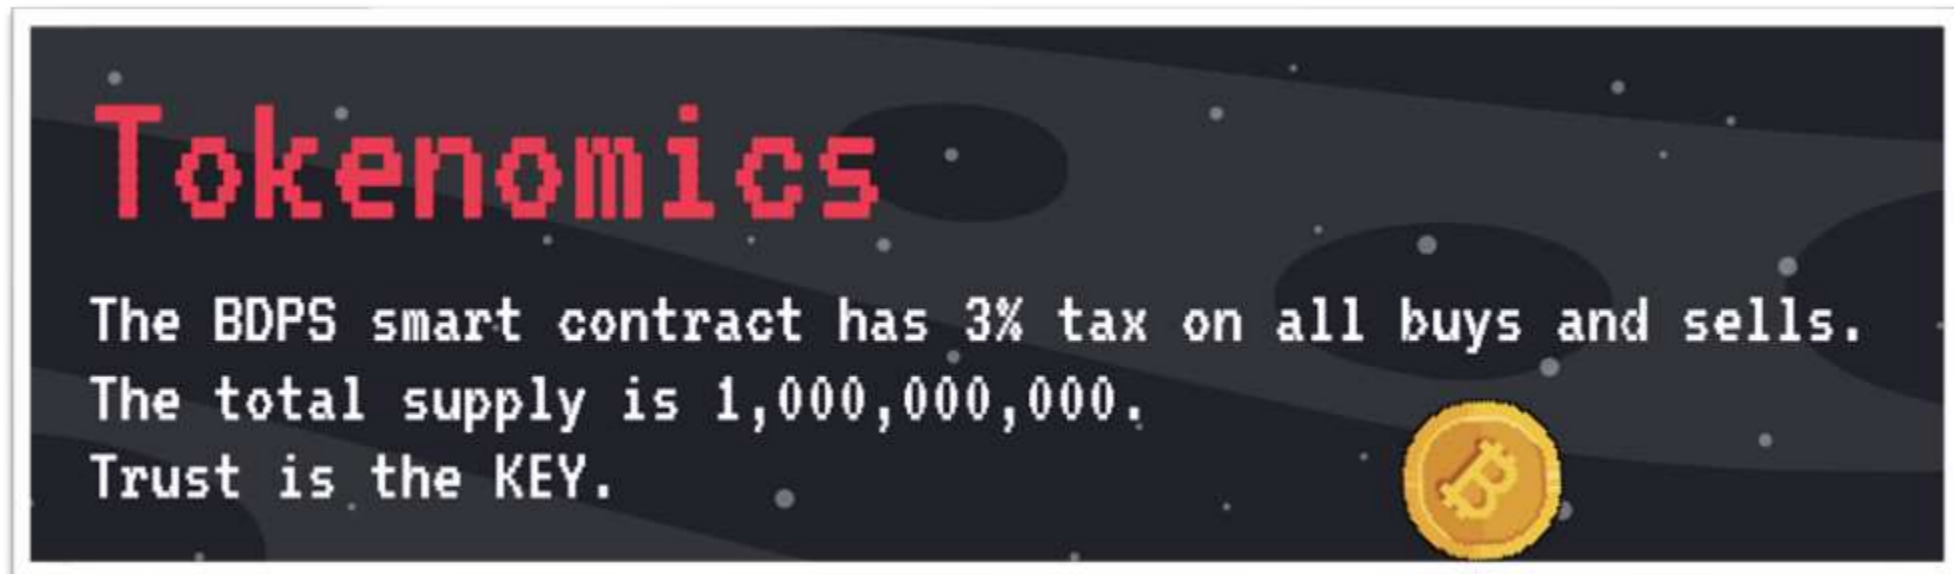 Tokenomics
The BDPS smart contract has 3% tax on all buys and sells.
The total supply is 1,000,000,000.
Trust is the KEY.